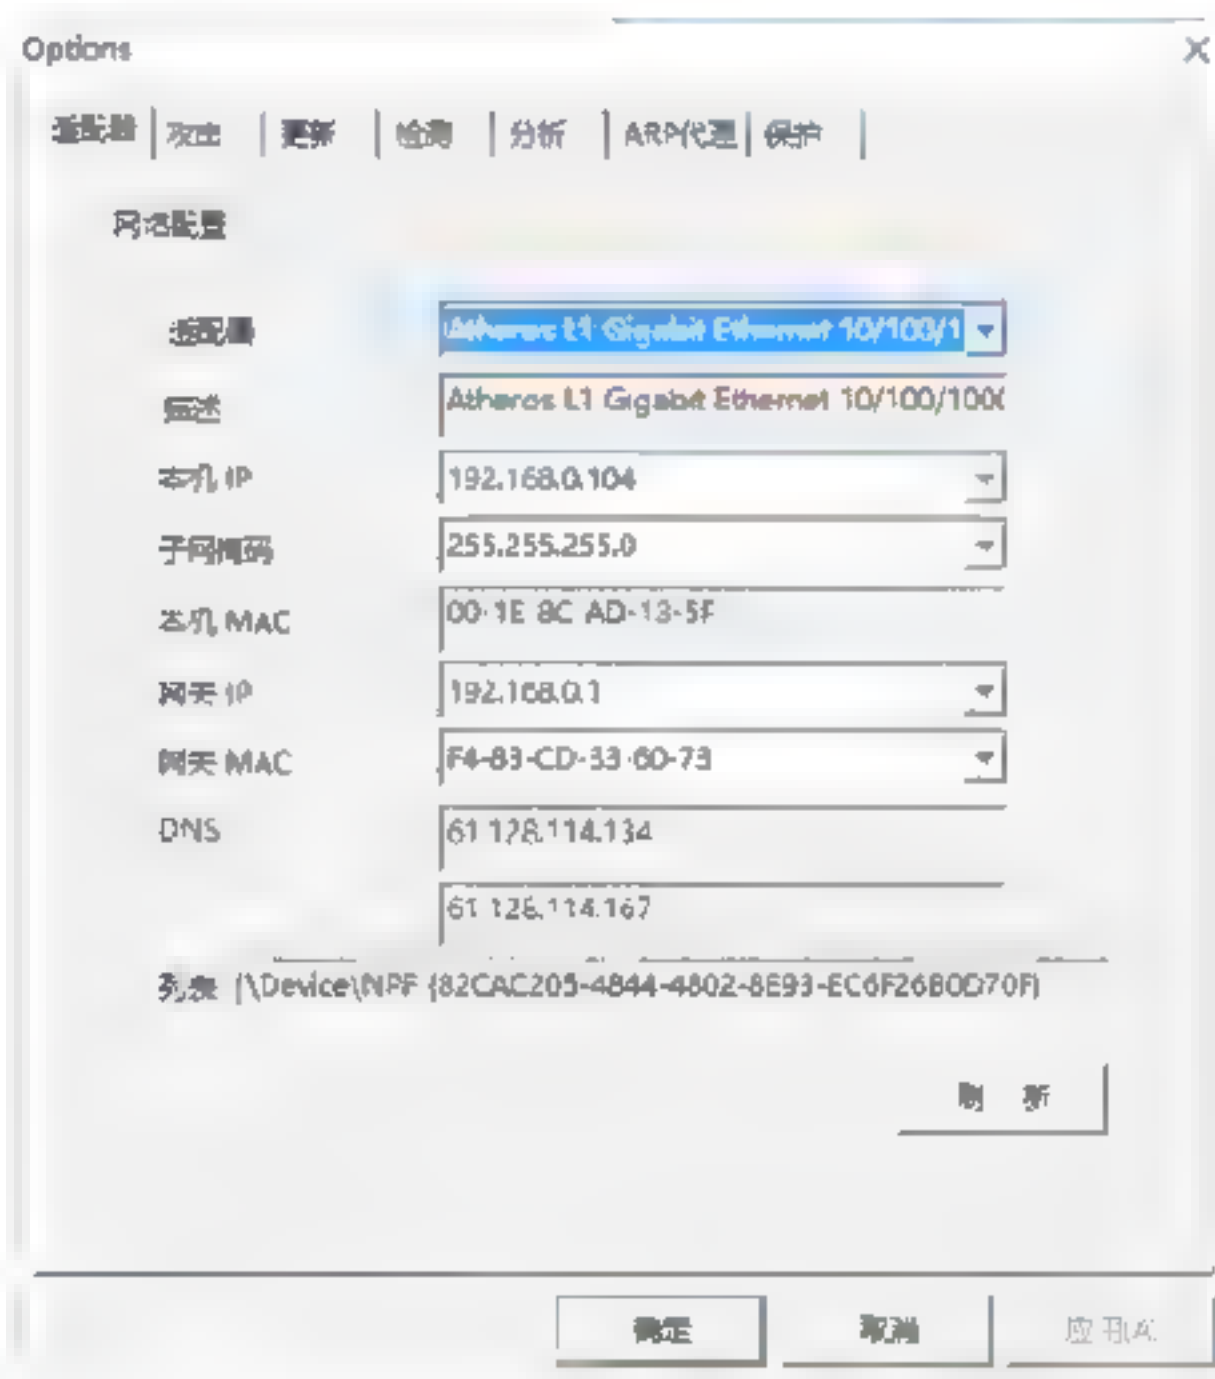 Options
适配器 攻击 更新 检测 分析 ARP代理 保护
网络配置
适配器 Atheros L1 Gigabit Ethernet 10/100/1
描述 Atheros L1 Gigabit Ethernet 10/100/100(
本机 IP 192.168.0.104
子网掩码 255.255.255.0
本机 MAC 00-1E-8C-AD-13-5F
网关 IP 192.168.0.1
网关 MAC F4-83-CD-33-60-73
DNS 61.128.114.134
61.128.114.167
列表 \Device\NPF_{82CAC205-4844-4802-8E93-EC6F26B0D70F}
刷 新
确定 取消 应用(A)